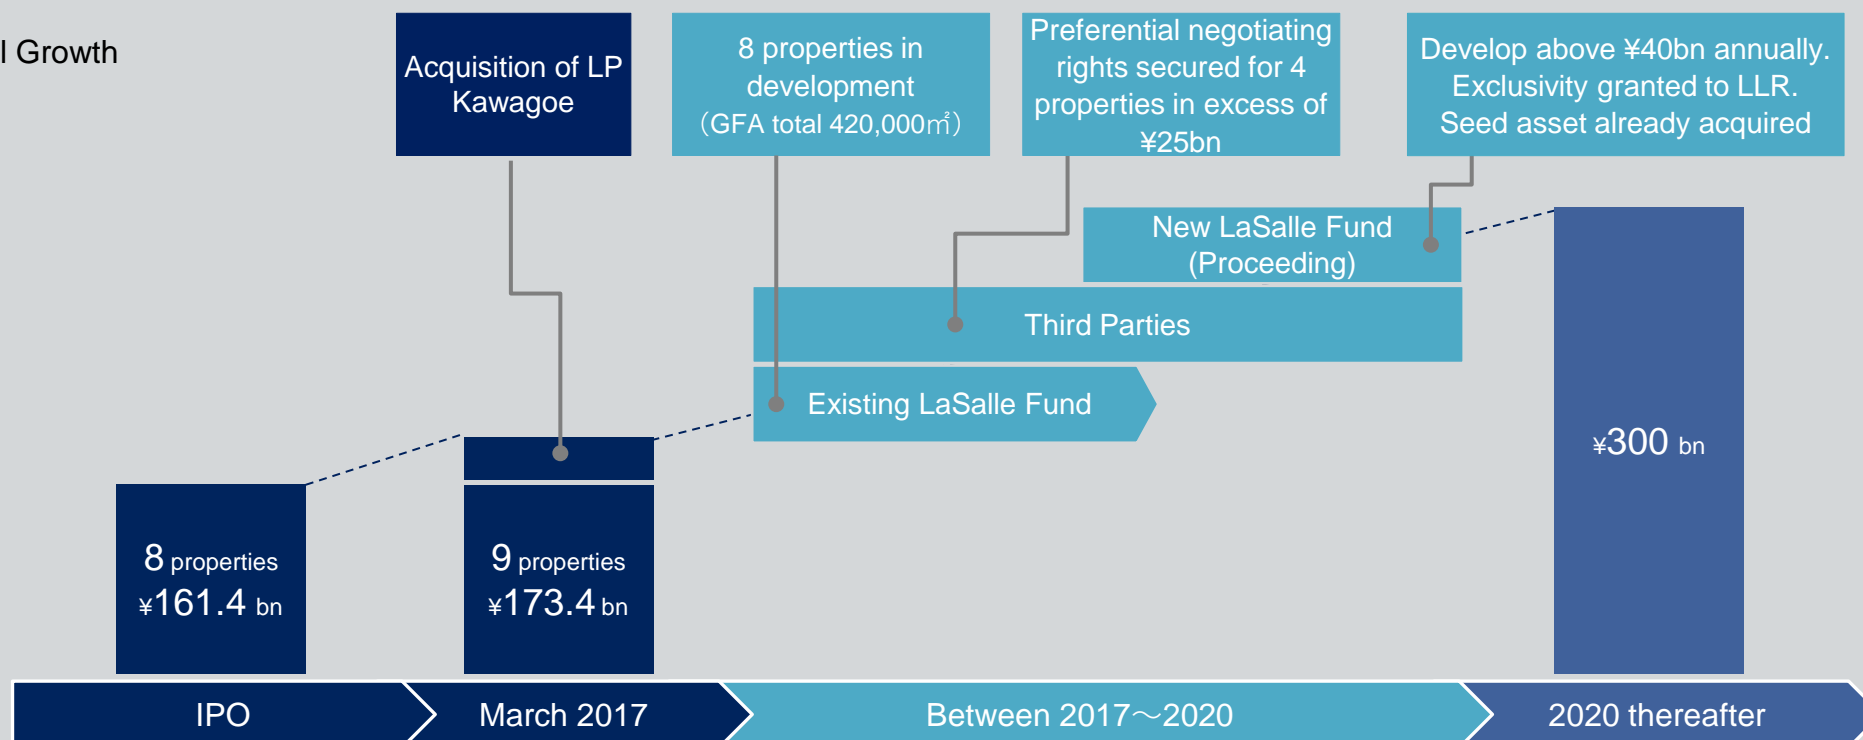 l Growth
Acquisition of LP
Kawagoe
8 properties in
development
（GFA total 420,000㎡）
Preferential negotiating
rights secured for 4
properties in excess of
¥25bn
Develop above ¥40bn annually.
Exclusivity granted to LLR.
Seed asset already acquired
New LaSalle Fund
(Proceeding)
Third Parties
Existing LaSalle Fund
8 properties
¥161.4 bn
9 properties
¥173.4 bn
¥300 bn
IPO
March 2017
Between 2017～2020
2020 thereafter